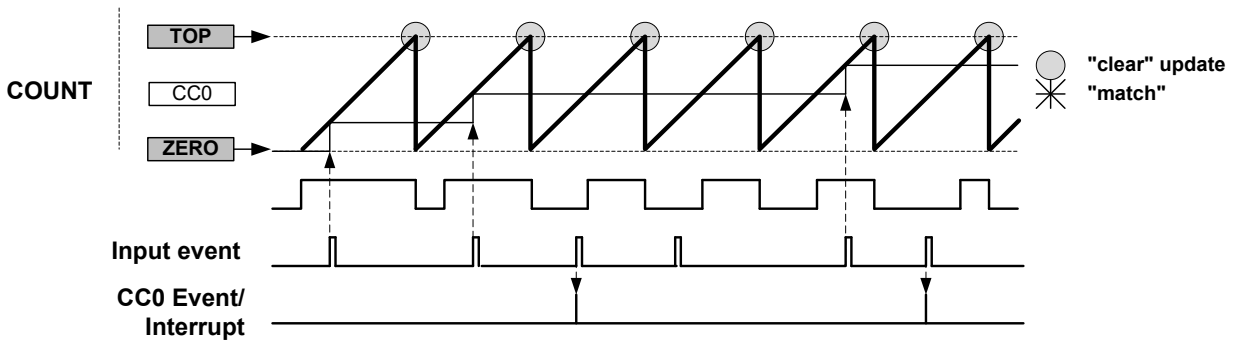 TOP
COUNT
CC0
ZERO
"clear" update
"match"
Input event
CC0 Event/
Interrupt